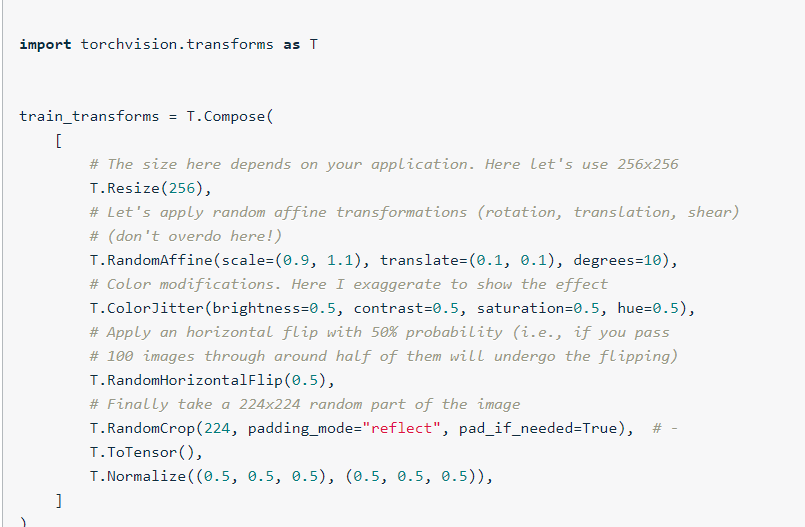 import torchvision.transforms as T
train_transforms = T.Compose(
    [
        # The size here depends on your application. Here let's use 256x256
        T.Resize(256),
        # Let's apply random affine transformations (rotation, translation, shear)
        # (don't overdo here!)
        T.RandomAffine(scale=(0.9, 1.1), translate=(0.1, 0.1), degrees=10),
        # Color modifications. Here I exaggerate to show the effect
        T.ColorJitter(brightness=0.5, contrast=0.5, saturation=0.5, hue=0.5),
        # Apply an horizontal flip with 50% probability (i.e., if you pass
        # 100 images through around half of them will undergo the flipping)
        T.RandomHorizontalFlip(0.5),
        # Finally take a 224x224 random part of the image
        T.RandomCrop(224, padding_mode="reflect", pad_if_needed=True),  # -
        T.ToTensor(),
        T.Normalize((0.5, 0.5, 0.5), (0.5, 0.5, 0.5)),
    ]
)